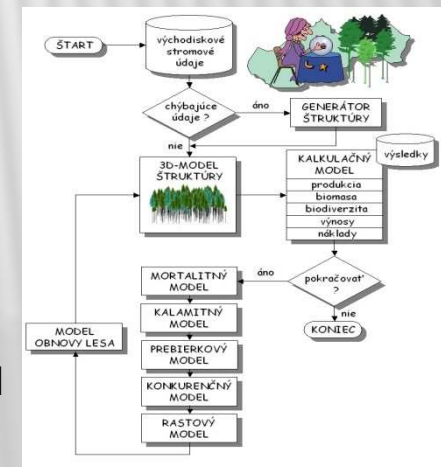 ŠTART
východiskové
stromové
údaje
chýbajúce
údaje ?
áno
GENERÁTOR
ŠTRUKTÚRY
nie
3D-MODEL
ŠTRUKTÚRY
KALKULAČNÝ
MODEL
produkcia
biomasa
biodiverzita
výnosy
náklady
výsledky
pokračovať
?
áno
nie
KONIEC
MORTALITNÝ
MODEL
KALAMITNÝ
MODEL
PREBIERKOVÝ
MODEL
KONKURENČNÝ
MODEL
RASTOVÝ
MODEL
MODEL
OBNOVY LESA